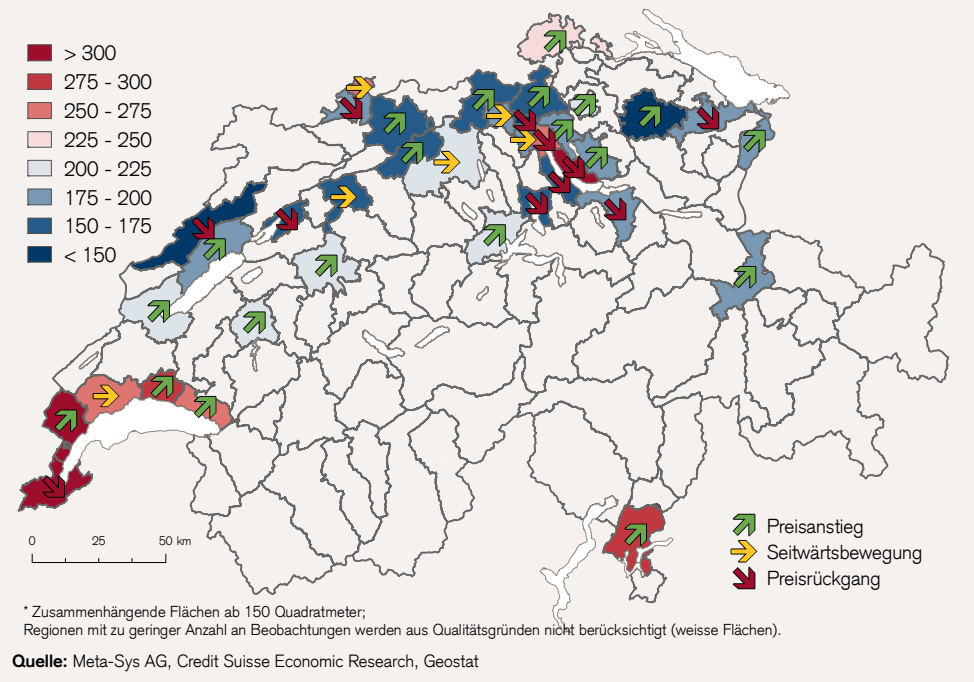 > 300
275 - 300
250 - 275
225 - 250
200 - 225
175 - 200
150 - 175
< 150
0 25 50 km
Preisanstieg
Seitwärtsbewegung
Preisrückgang
* Zusammenhängende Flächen ab 150 Quadratmeter;
Regionen mit zu geringer Anzahl an Beobachtungen werden aus Qualitätsgründen nicht berücksichtigt (weisse Flächen).
Quelle: Meta-Sys AG, Credit Suisse Economic Research, Geostat